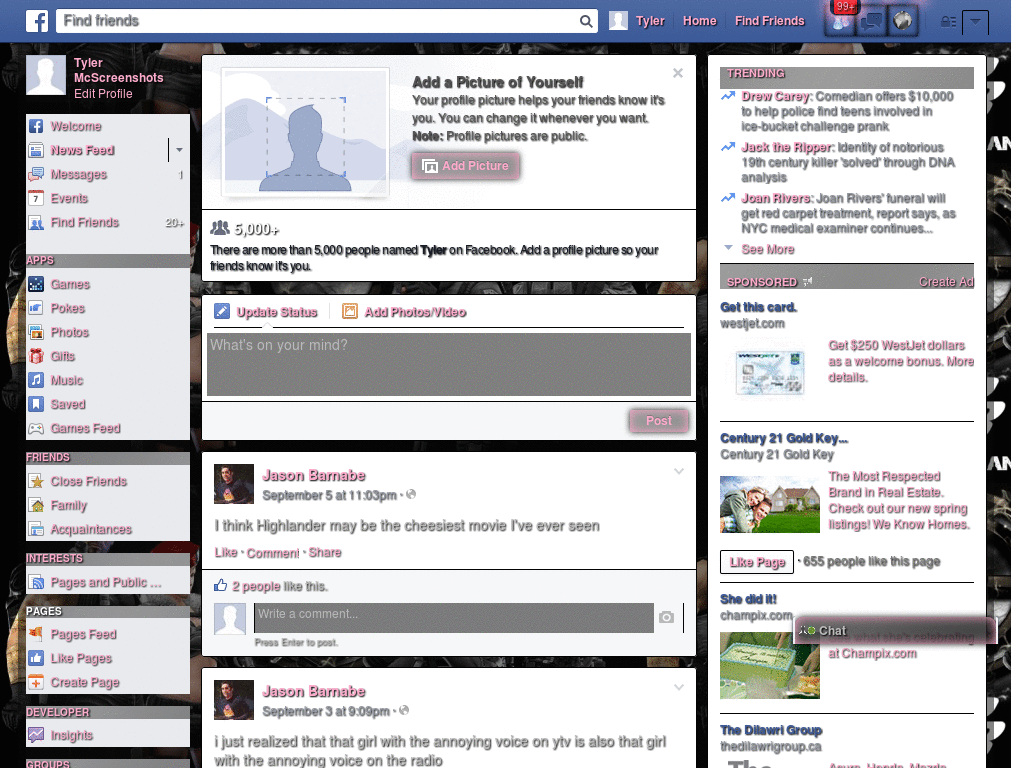 Find friends
Tyler
Home
Find Friends
99+
Tyler
McScreenshots
Edit Profile
Welcome
News Feed
Messages 1
Events
Find Friends 20+
APPS
Games
Pokes
Photos
Gifts
Music
Saved
Games Feed
FRIENDS
Close Friends
Family
Acquaintances
INTERESTS
Pages and Public ...
PAGES
Pages Feed
Like Pages
Create Page
DEVELOPER
Insights
GROUPS
Add a Picture of Yourself
Your profile picture helps your friends know it's
you. You can change it whenever you want.
Note: Profile pictures are public.
Add Picture
5,000+
There are more than 5,000 people named Tyler on Facebook. Add a profile picture so your
friends know it's you.
Update Status
Add Photos/Video
What's on your mind?
Post
Jason Barnabe
September 5 at 11:03pm ·
I think Highlander may be the cheesiest movie I've ever seen
Like · Comment · Share
2 people like this.
Write a comment...
Press Enter to post.
Jason Barnabe
September 3 at 9:09pm ·
i just realized that that girl with the annoying voice on ytv is also that girl
with the annoying voice on the radio
TRENDING
Drew Carey: Comedian offers $10,000
to help police find teens involved in
ice-bucket challenge prank
Jack the Ripper: Identity of notorious
19th century killer 'solved' through DNA
analysis
Joan Rivers: Joan Rivers' funeral will
get red carpet treatment, report says, as
NYC medical examiner continues...
See More
SPONSORED
Create Ad
Get this card.
westjet.com
Get $250 WestJet dollars
as a welcome bonus. More
details.
Century 21 Gold Key...
Century 21 Gold Key
The Most Respected
Brand in Real Estate.
Check out our new spring
listings! We Know Homes.
Like Page · 655 people like this page
She did it!
champix.com
Chat
what she's celebrating
at Champix.com
The Dilawri Group
thedilawrigroup.ca
Acura, Honda, Mazda
The
AN
AN